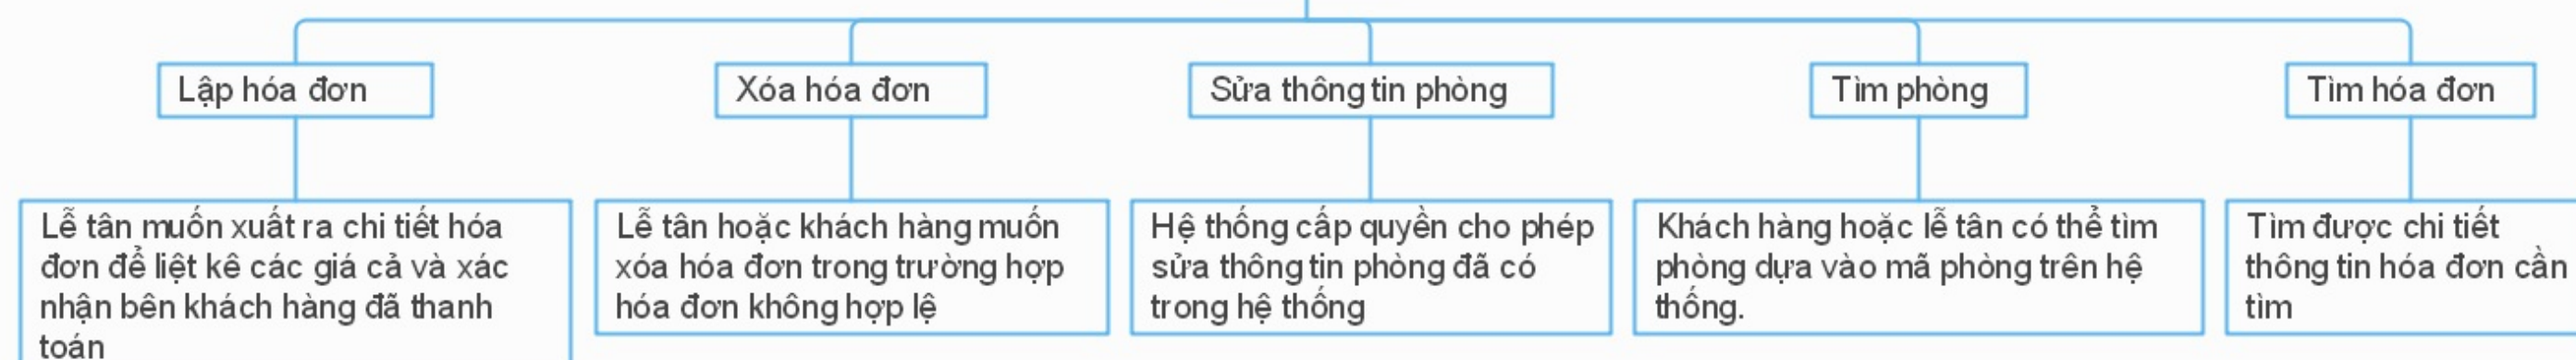 Lập hóa đơn
Xóa hóa đơn
Sửa thông tin phòng
Tìm phòng
Tìm hóa đơn
Lễ tân muốn xuất ra chi tiết hóa
đơn để liệt kê các giá cả và xác
nhận bên khách hàng đã thanh
toán
Lễ tân hoặc khách hàng muốn
xóa hóa đơn trong trường hợp
hóa đơn không hợp lệ
Hệ thống cấp quyền cho phép
sửa thông tin phòng đã có
trong hệ thống
Khách hàng hoặc lễ tân có thể tìm
phòng dựa vào mã phòng trên hệ
thống.
Tìm được chi tiết
thông tin hóa đơn cần
tìm